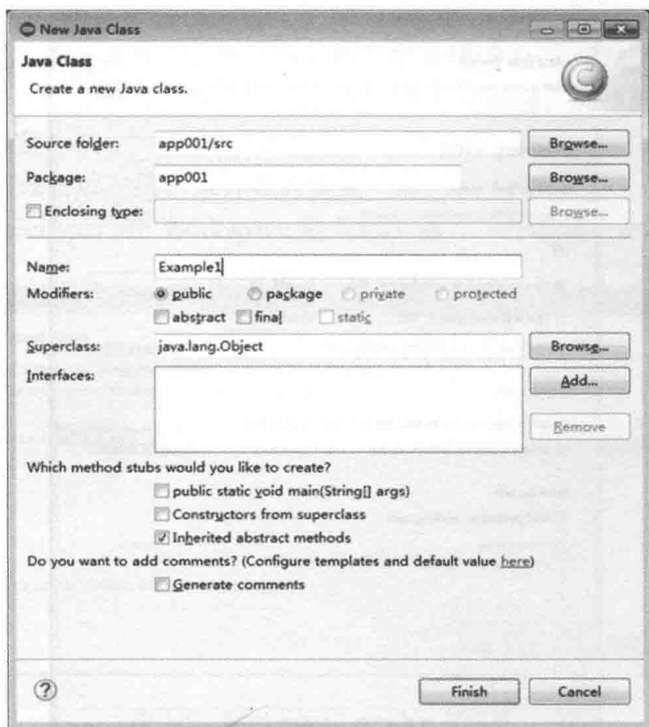 New Java Class
Java Class
Create a new Java class.
Source folder: app001/src Browse...
Package: app001 Browse...
Enclosing type: Browse...
Name: Example1
Modifiers: public package private protected
abstract final static
Superclass: java.lang.Object Browse...
Interfaces: Add...
Remove
Which method stubs would you like to create?
public static void main(String[] args)
Constructors from superclass
Inherited abstract methods
Do you want to add comments? (Configure templates and default value here)
Generate comments
Finish Cancel